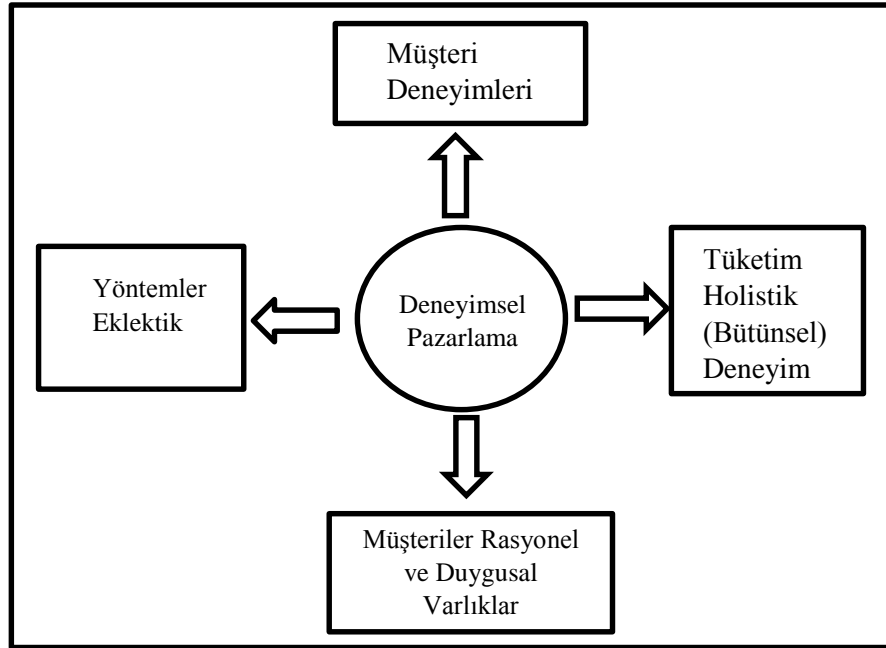 Müşteri
Deneyimleri
Yöntemler
Eklektik
Deneyimsel
Pazarlama
Tüketim
Holistik
(Bütünsel)
Deneyim
Müşteriler Rasyonel
ve Duygusal
Varlıklar